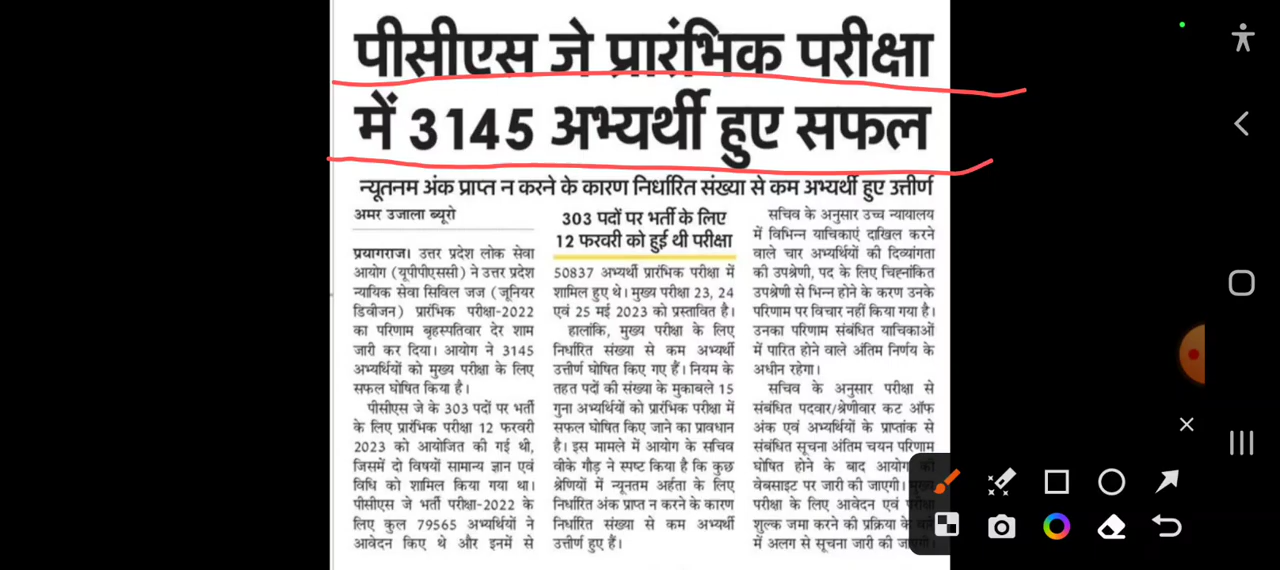 पीसीएस जे प्रारंभिक परीक्षा
में 3145 अभ्यर्थी हुए सफल
न्यूतनम अंक प्राप्त न करने के कारण निर्धारित संख्या से कम अभ्यर्थी हुए उत्तीर्ण
अमर उजाला ब्यूरो
प्रयागराज। उत्तर प्रदेश लोक सेवा
आयोग (यूपीपीएससी) ने उत्तर प्रदेश
न्यायिक सेवा सिविल जज (जूनियर
डिवीजन) प्रारंभिक परीक्षा-2022
का परिणाम बृहस्पतिवार देर शाम
जारी कर दिया। आयोग ने 3145
अभ्यर्थियों को मुख्य परीक्षा के लिए
सफल घोषित किया है।
पीसीएस जे के 303 पदों पर भर्ती
के लिए प्रारंभिक परीक्षा 12 फरवरी
2023 को आयोजित की गई थी,
जिसमें दो विषयों सामान्य ज्ञान एवं
विधि को शामिल किया गया था।
पीसीएस जे भर्ती परीक्षा-2022 के
लिए कुल 79565 अभ्यर्थियों ने
आवेदन किए थे और इनमें से
303 पदों पर भर्ती के लिए
12 फरवरी को हुई थी परीक्षा
50837 अभ्यर्थी प्रारंभिक परीक्षा में
शामिल हुए थे। मुख्य परीक्षा 23, 24
एवं 25 मई 2023 को प्रस्तावित है।
हालांकि, मुख्य परीक्षा के लिए
निर्धारित संख्या से कम अभ्यर्थी
उत्तीर्ण घोषित किए गए हैं। नियम के
तहत पदों की संख्या के मुकाबले 15
गुना अभ्यर्थियों को प्रारंभिक परीक्षा में
सफल घोषित किए जाने का प्रावधान
है। इस मामले में आयोग के सचिव
वीके गौड़ ने स्पष्ट किया है कि कुछ
श्रेणियों में न्यूनतम अर्हता के लिए
निर्धारित अंक प्राप्त न करने के कारण
निर्धारित संख्या से कम अभ्यर्थी
उत्तीर्ण हुए हैं।
सचिव के अनुसार उच्च न्यायालय
में विभिन्न याचिकाएं दाखिल करने
वाले चार अभ्यर्थियों की दिव्यांगता
की उपश्रेणी, पद के लिए चिह्नांकित
उपश्रेणी से भिन्न होने के करण उनके
परिणाम पर विचार नहीं किया गया है।
उनका परिणाम संबंधित याचिकाओं
में पारित होने वाले अंतिम निर्णय के
अधीन रहेगा।
सचिव के अनुसार परीक्षा से
संबंधित पदवार/श्रेणीवार कट ऑफ
अंक एवं अभ्यर्थियों के प्राप्तांक से
संबंधित सूचना अंतिम चयन परिणाम
घोषित होने के बाद आयोग की
वेबसाइट पर जारी की जाएगी। मुख्य
परीक्षा के लिए आवेदन एवं परीक्षा
शुल्क जमा करने की प्रक्रिया के बारे
में अलग से सूचना जारी की जाएगी।